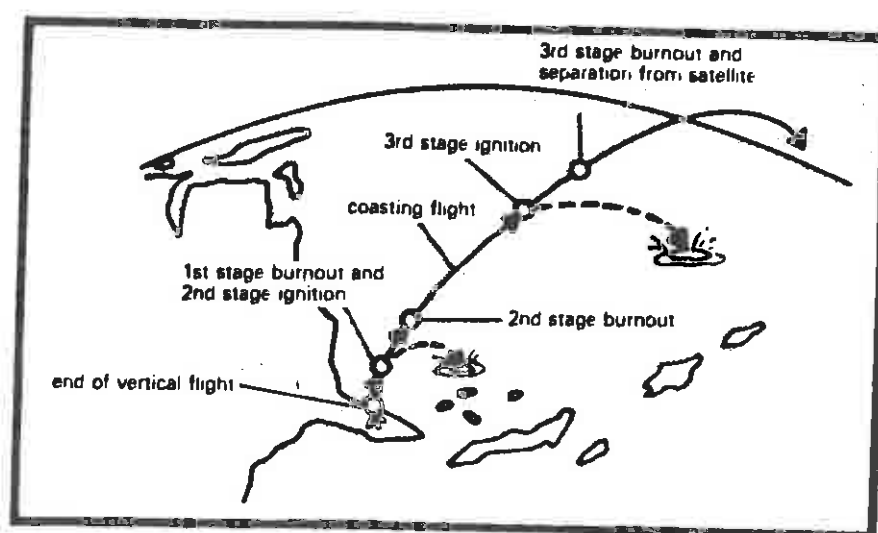 3rd stage burnout and
separation from satellite
3rd stage ignition
coasting flight
1st stage burnout and
2nd stage ignition
2nd stage burnout
end of vertical flight